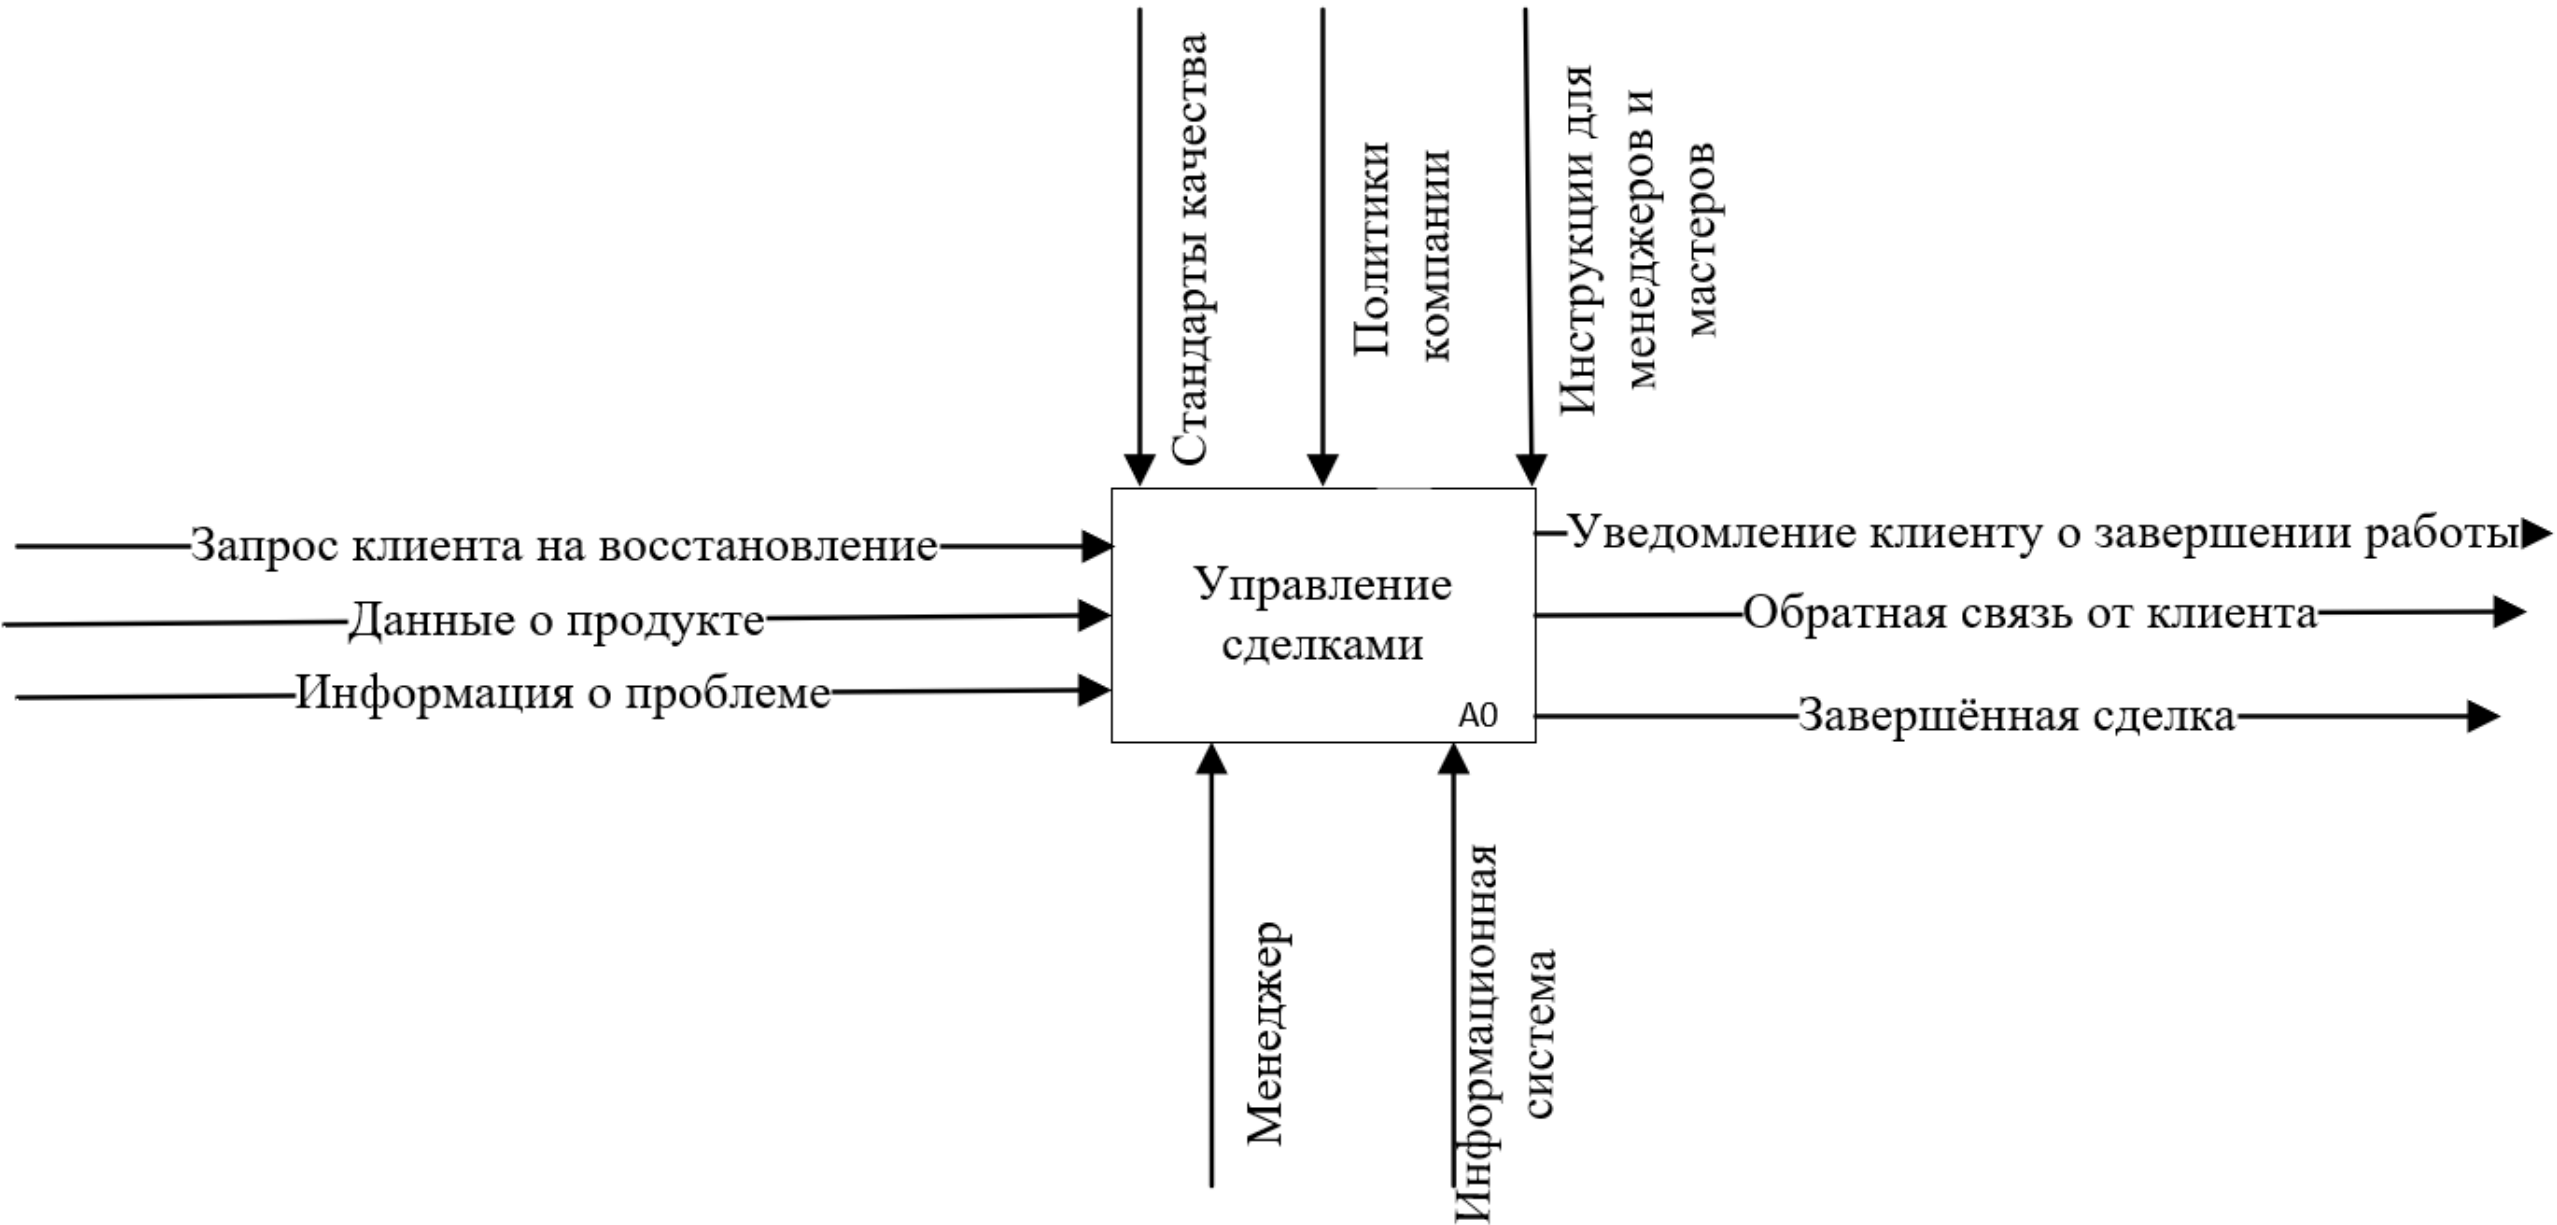 Стандарты качества
Политики
компании
Инструкции для
менеджеров и
мастеров
Запрос клиента на восстановление
Данные о продукте
Информация о проблеме
Управление
сделками
A0
Уведомление клиенту о завершении работы
Обратная связь от клиента
Завершённая сделка
Менеджер
Информационная
система